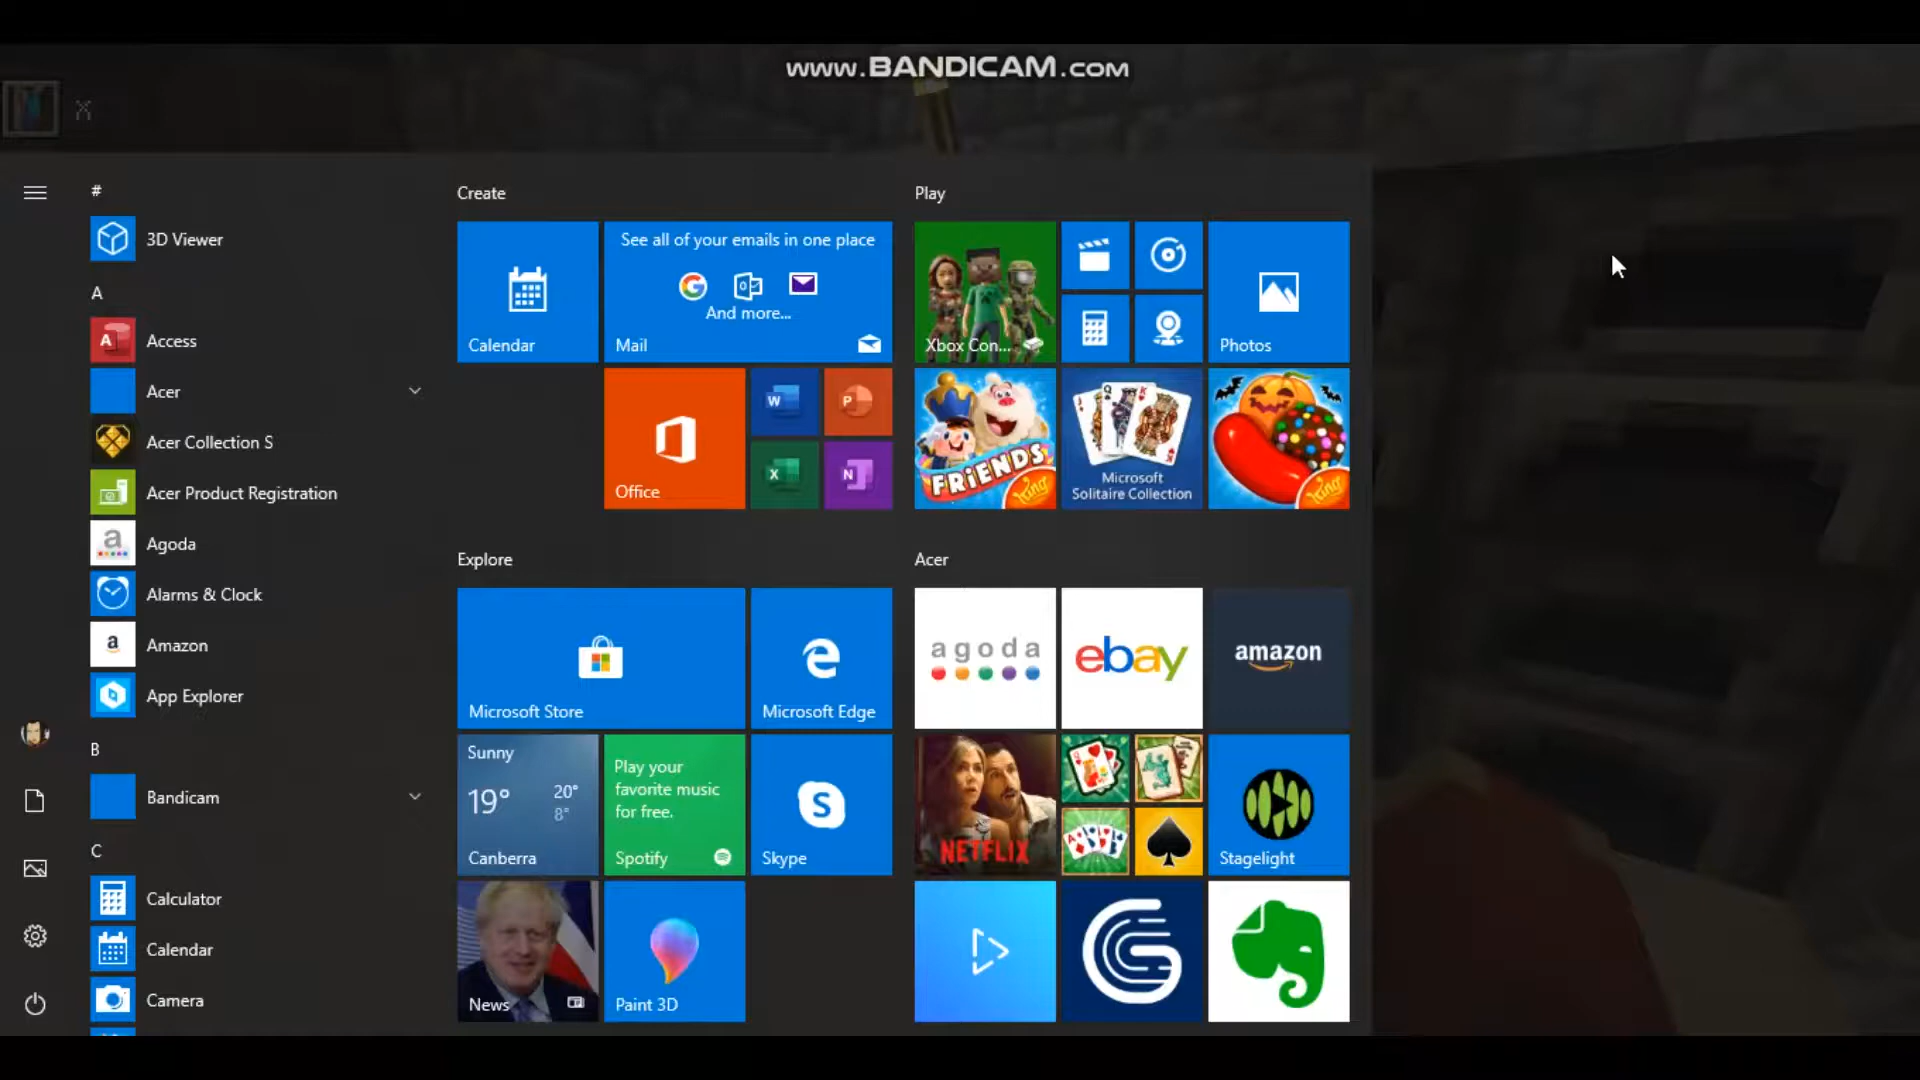 www.BANDICAM.com
#
3D Viewer
A
Access
Acer
Acer Collection S
Acer Product Registration
Agoda
Alarms & Clock
Amazon
App Explorer
B
Bandicam
C
Calculator
Calendar
Camera
Create
Calendar
See all of your emails in one place
And more...
Mail
Office
Play
Xbox Con...
Photos
FRiENDS
King
Microsoft
Solitaire Collection
King
Explore
Microsoft Store
Microsoft Edge
Sunny
19°
20°
8°
Canberra
Play your
favorite music
for free.
Spotify
Skype
News
Paint 3D
Acer
agoda
ebay
amazon
NETFLIX
Stagelight